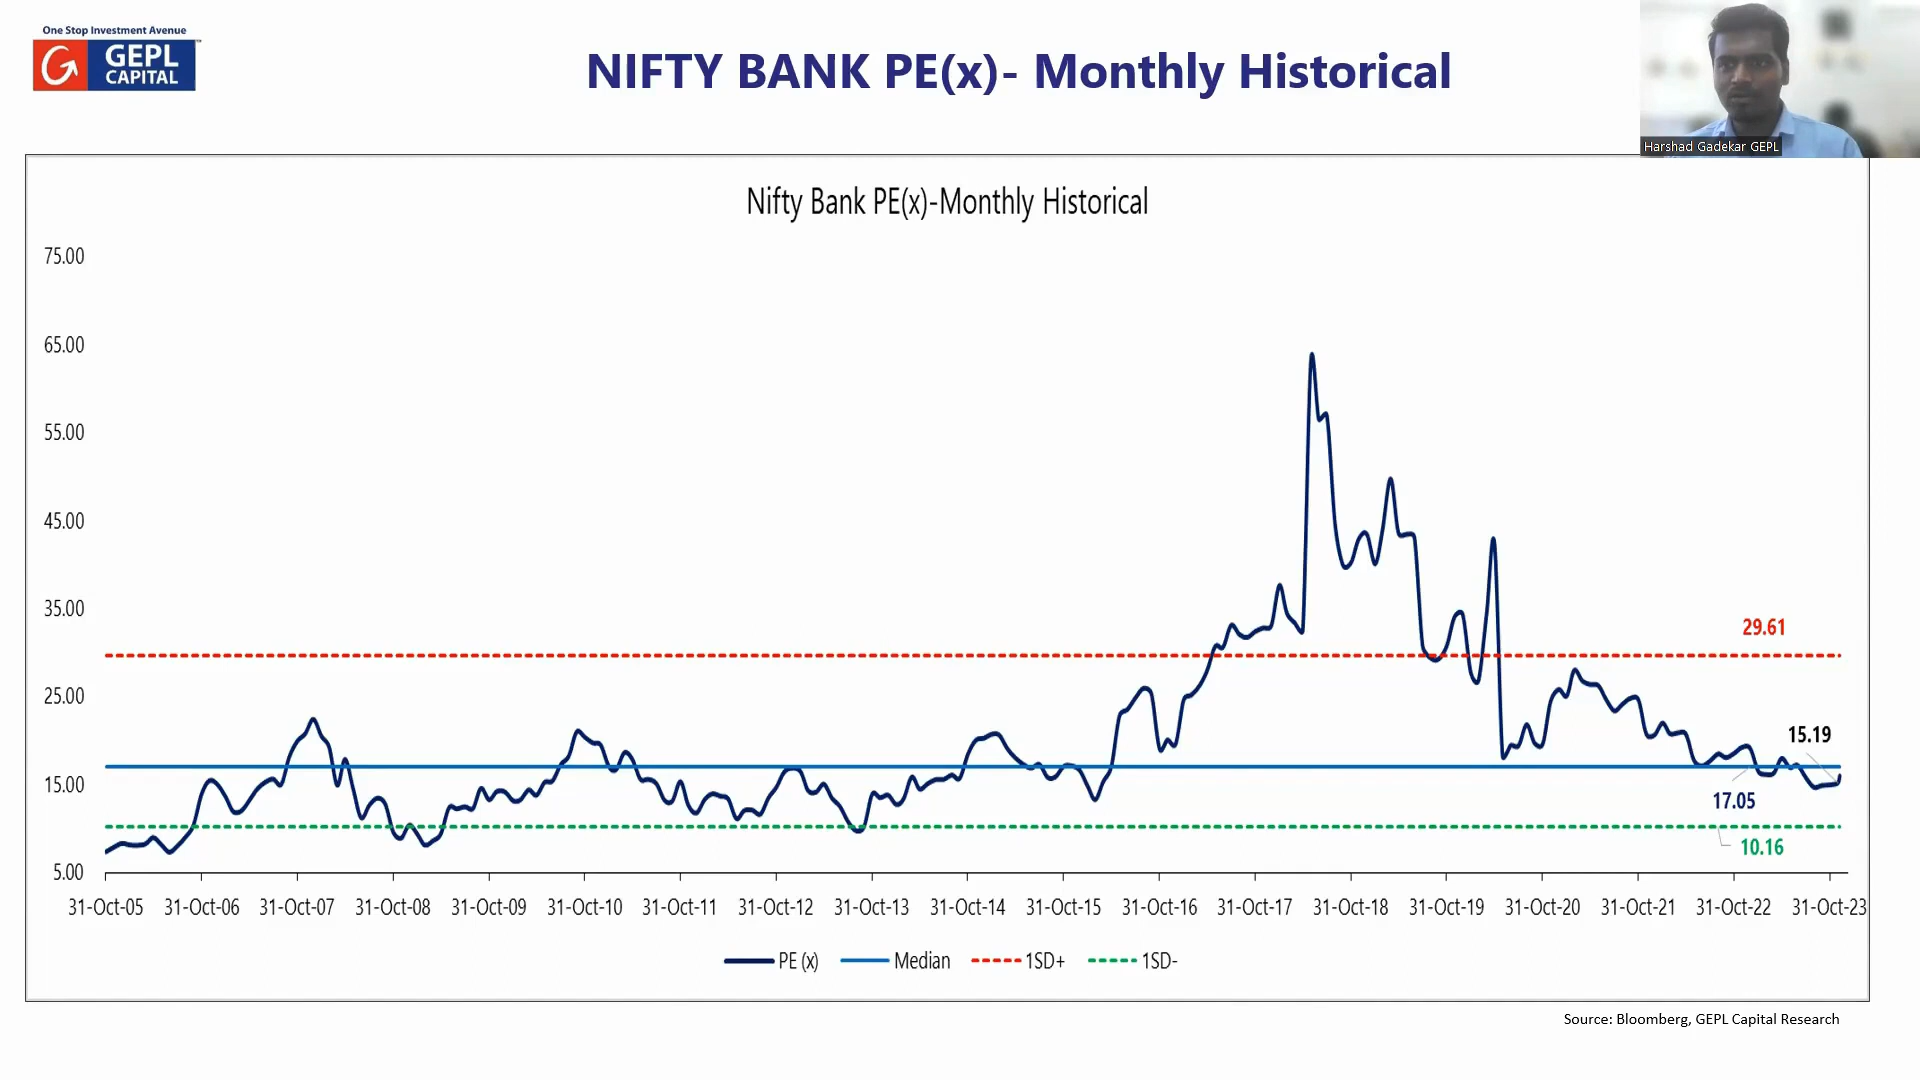 One Stop Investment Avenue
GEPL
CAPITAL
NIFTY BANK PE(x)- Monthly Historical
Harshad Gadekar GEPL
Nifty Bank PE(x)-Monthly Historical
75.00
65.00
55.00
45.00
35.00
25.00
15.00
5.00
29.61
15.19
17.05
10.16
31-Oct-05 31-Oct-06 31-Oct-07 31-Oct-08 31-Oct-09 31-Oct-10 31-Oct-11 31-Oct-12 31-Oct-13 31-Oct-14 31-Oct-15 31-Oct-16 31-Oct-17 31-Oct-18 31-Oct-19 31-Oct-20 31-Oct-21 31-Oct-22 31-Oct-23
PE (x) Median 1SD+ 1SD-
Source: Bloomberg, GEPL Capital Research